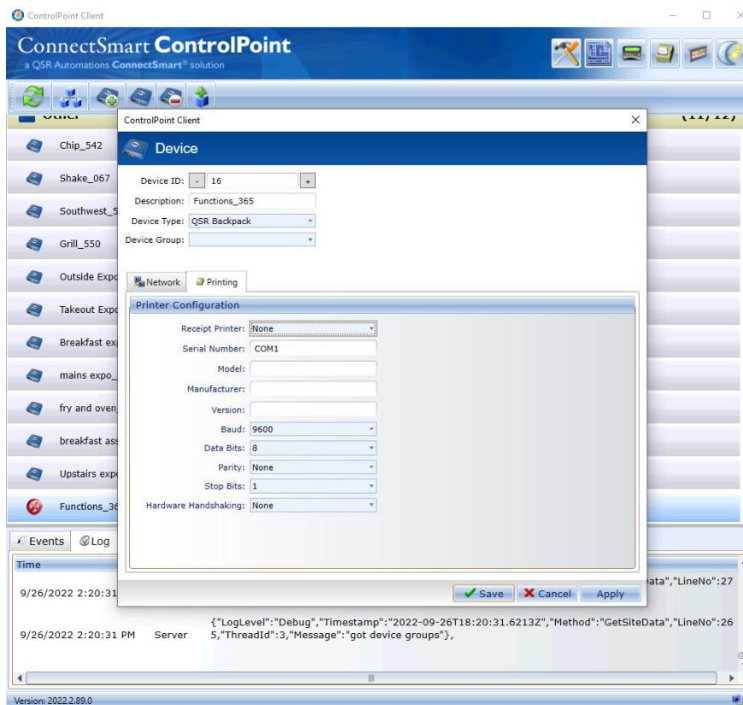 ControlPoint Client
ConnectSmart ControlPoint
a QSR Automations ConnectSmart® solution
Other (11/12)
ControlPoint Client
Device
Chip_542
Shake_067
Southwest_5
Grill_550
Outside Expo
Takeout Expo
Breakfast ex
mains expo_
fry and oven
breakfast ass
Upstairs expo
Functions_36
Device ID: - 16 +
Description: Functions_365
Device Type: QSR Backpack
Device Group:
Network Printing
Printer Configuration
Receipt Printer: None
Serial Number: COM1
Model:
Manufacturer:
Version:
Baud: 9600
Data Bits: 8
Parity: None
Stop Bits: 1
Hardware Handshaking: None
Save Cancel Apply
Events Log
Time
9/26/2022 2:20:31 ata","LineNo":27
9/26/2022 2:20:31 PM Server {"LogLevel":"Debug","Timestamp":"2022-09-26T18:20:31.6213Z","Method":"GetSiteData","LineNo":26
5,"ThreadId":3,"Message":"got device groups"},
Version: 2022.2.89.0